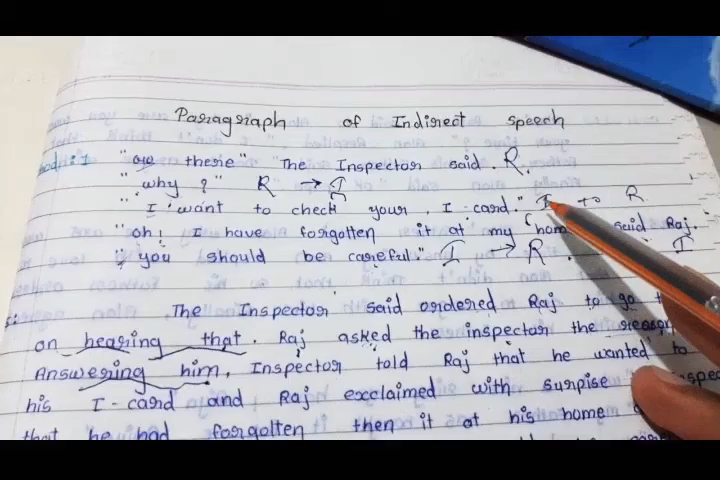 Paragraph of Indirect speech
"Go there" The Inspector said. R.
"why ?" R → I
"I want to check your I card." I to R
"oh! I have forgotten it at my hom said Raj. I
"you should be careful." I → R.
The Inspector said ordered Raj to go
on hearing that. Raj asked the inspector the reason
Answering him, Inspector told Raj that he wanted to
his I-card and Raj exclaimed with surprise to
that he had forgotten then it at his home